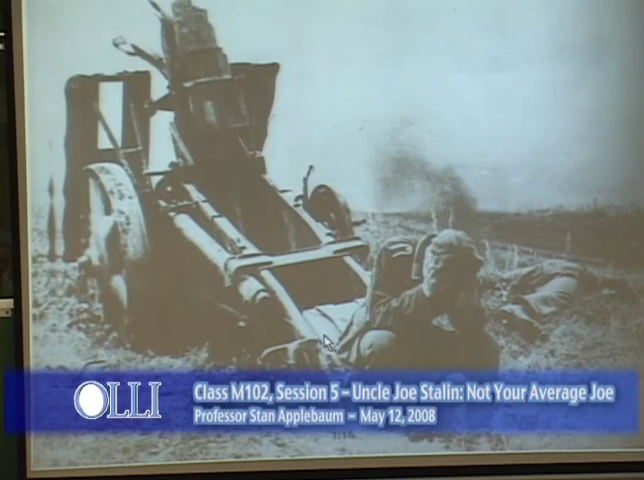 OLLI
Class M102, Session 5 – Uncle Joe Stalin: Not Your Average Joe
Professor Stan Applebaum – May 12, 2008